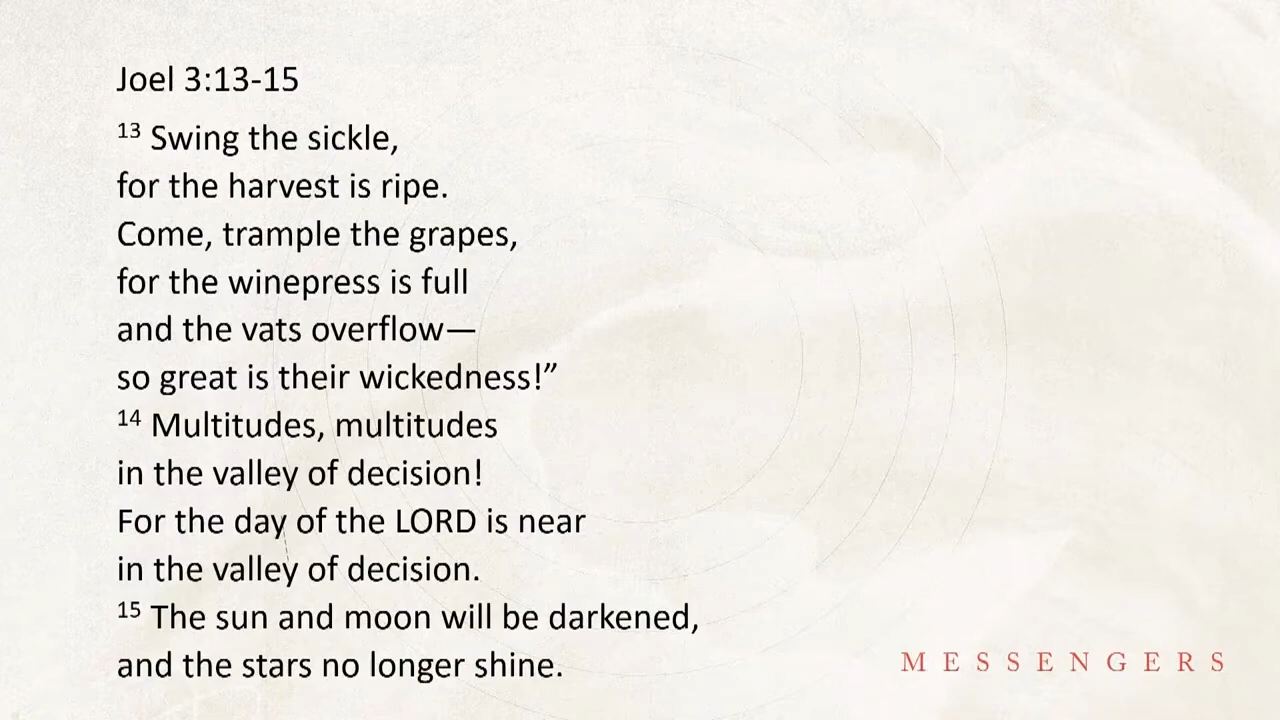 Joel 3:13-15
13 Swing the sickle,
for the harvest is ripe.
Come, trample the grapes,
for the winepress is full
and the vats overflow—
so great is their wickedness!”
14 Multitudes, multitudes
in the valley of decision!
For the day of the LORD is near
in the valley of decision.
15 The sun and moon will be darkened,
and the stars no longer shine.
MESSENGERS